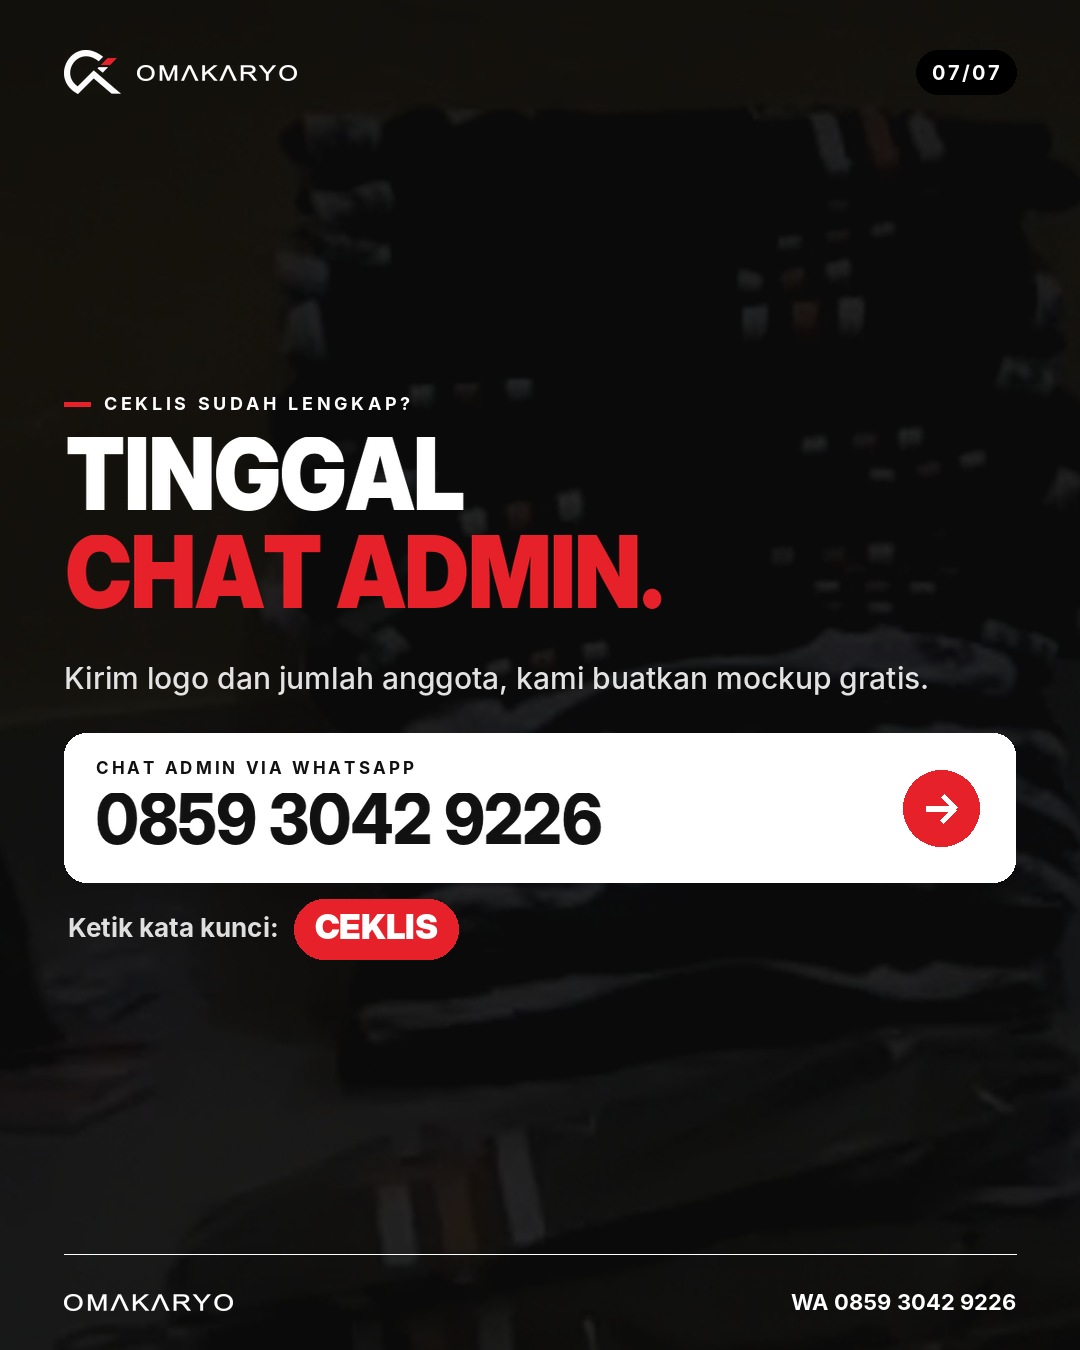 OMAKARYO
07/07
CEKLIS SUDAH LENGKAP?
TINGGAL
CHAT ADMIN.
Kirim logo dan jumlah anggota, kami buatkan mockup gratis.
CHAT ADMIN VIA WHATSAPP
0859 3042 9226
Ketik kata kunci: CEKLIS
OMAKARYO
WA 0859 3042 9226